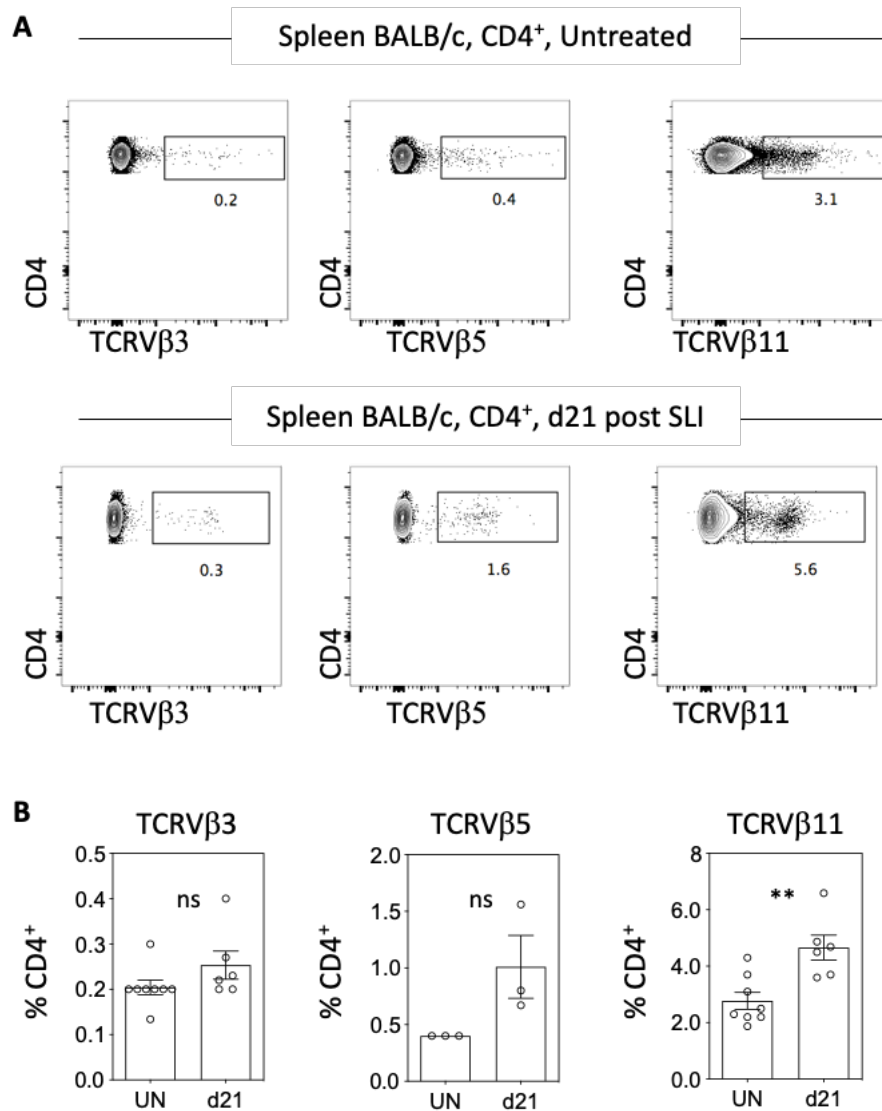 A
Spleen BALB/c, CD4⁺, Untreated
0.2
0.4
3.1
CD4
CD4
CD4
TCRVβ3
TCRVβ5
TCRVβ11
Spleen BALB/c, CD4⁺, d21 post SLI
0.3
1.6
5.6
CD4
CD4
CD4
TCRVβ3
TCRVβ5
TCRVβ11
B
TCRVβ3
% CD4⁺
0.5
0.4
0.3
0.2
0.1
0.0
ns
UN d21
TCRVβ5
% CD4⁺
2.0
1.5
1.0
0.5
0.0
ns
UN d21
TCRVβ11
% CD4⁺
8
6.0
4.0
2.0
0.0
**
UN d21